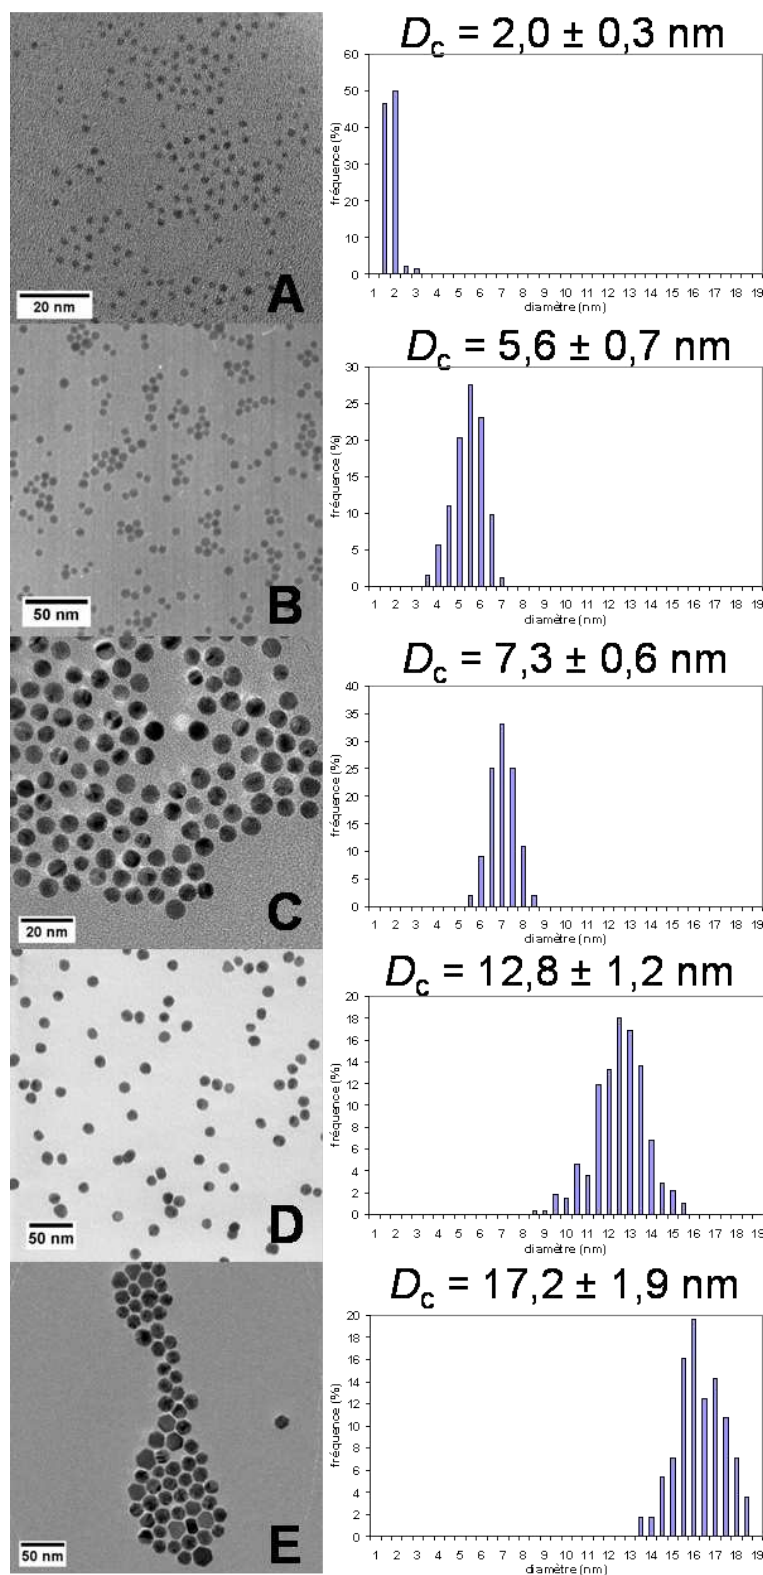 D_c = 2,0 ± 0,3 nm
60
50
40
30
20
10
0
fréquence (%)
1 2 3 4 5 6 7 8 9 10 11 12 13 14 15 16 17 18 19
diamètre (nm)
20 nm
A
D_c = 5,6 ± 0,7 nm
30
25
20
15
10
5
0
fréquence (%)
1 2 3 4 5 6 7 8 9 10 11 12 13 14 15 16 17 18 19
diamètre (nm)
50 nm
B
D_c = 7,3 ± 0,6 nm
40
35
30
25
20
15
10
5
0
fréquence (%)
1 2 3 4 5 6 7 8 9 10 11 12 13 14 15 16 17 18 19
diamètre (nm)
20 nm
C
D_c = 12,8 ± 1,2 nm
20
18
16
14
12
10
8
6
4
2
0
fréquence (%)
1 2 3 4 5 6 7 8 9 10 11 12 13 14 15 16 17 18 19
diamètre (nm)
50 nm
D
D_c = 17,2 ± 1,9 nm
20
18
16
14
12
10
8
6
4
2
0
fréquence (%)
1 2 3 4 5 6 7 8 9 10 11 12 13 14 15 16 17 18 19
diamètre (nm)
50 nm
E